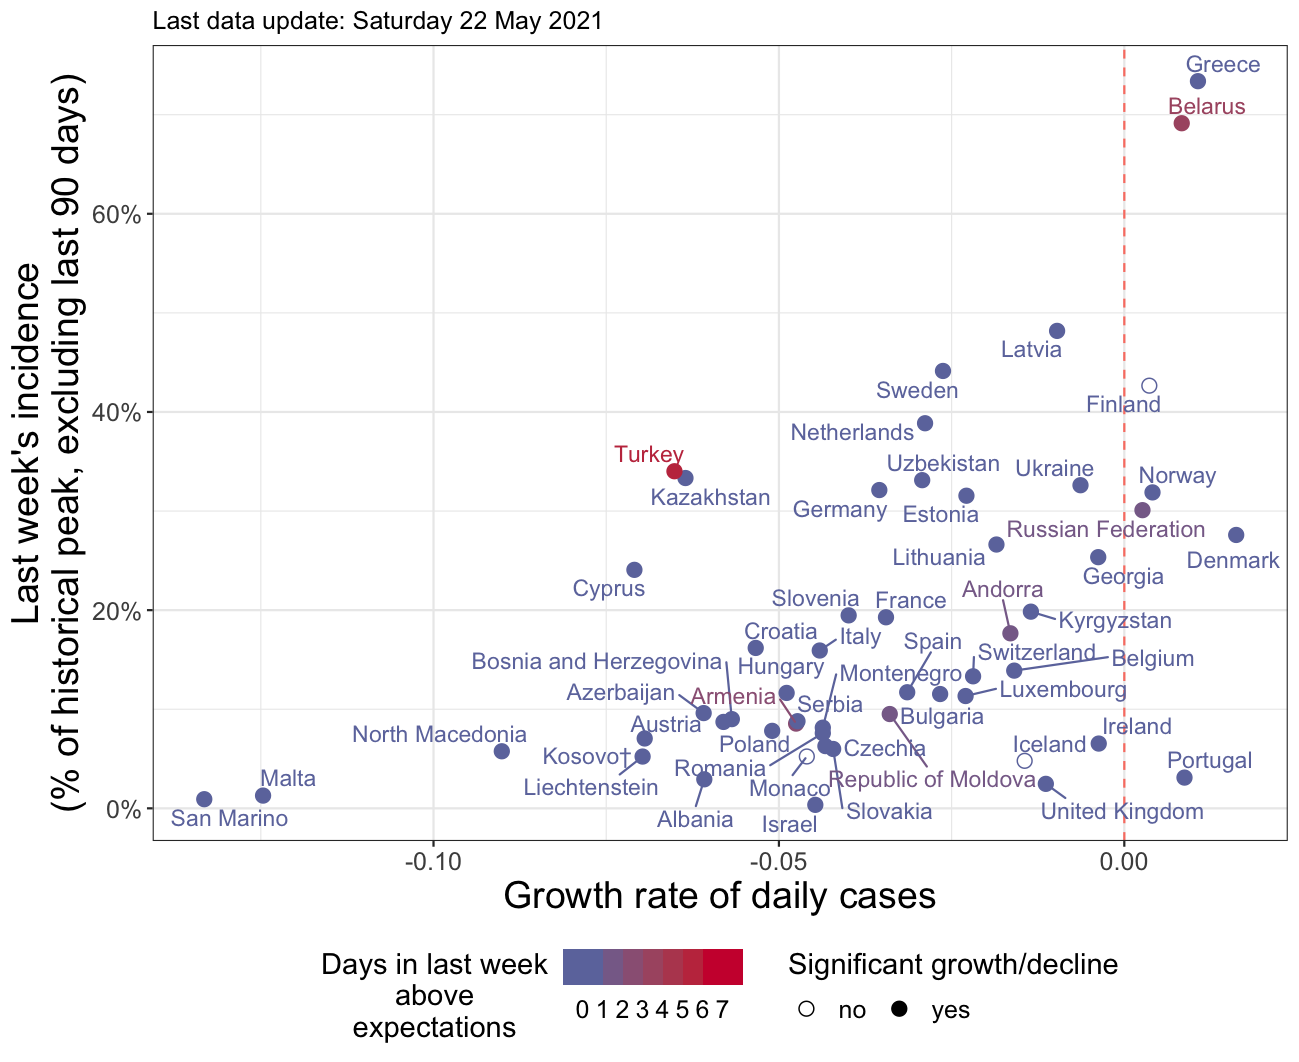 Last data update: Saturday 22 May 2021
Last week's incidence
(% of historical peak, excluding last 90 days)
60%
40%
20%
0%
Greece
Belarus
Latvia
Sweden
Finland
Netherlands
Turkey
Uzbekistan
Ukraine
Norway
Kazakhstan
Germany
Estonia
Russian Federation
Lithuania
Denmark
Cyprus
Georgia
Andorra
Slovenia
France
Kyrgyzstan
Croatia
Italy
Spain
Switzerland
Bosnia and Herzegovina
Hungary
Montenegro
Belgium
Azerbaijan
Armenia
Serbia
Luxembourg
Austria
Bulgaria
Ireland
North Macedonia
Poland
Czechia
Iceland
Kosovo†
Romania
Portugal
Malta
Liechtenstein
Monaco
Republic of Moldova
San Marino
Albania
Israel
Slovakia
United Kingdom
-0.10
-0.05
0.00
Growth rate of daily cases
Days in last week
above
expectations
0 1 2 3 4 5 6 7
Significant growth/decline
no
yes